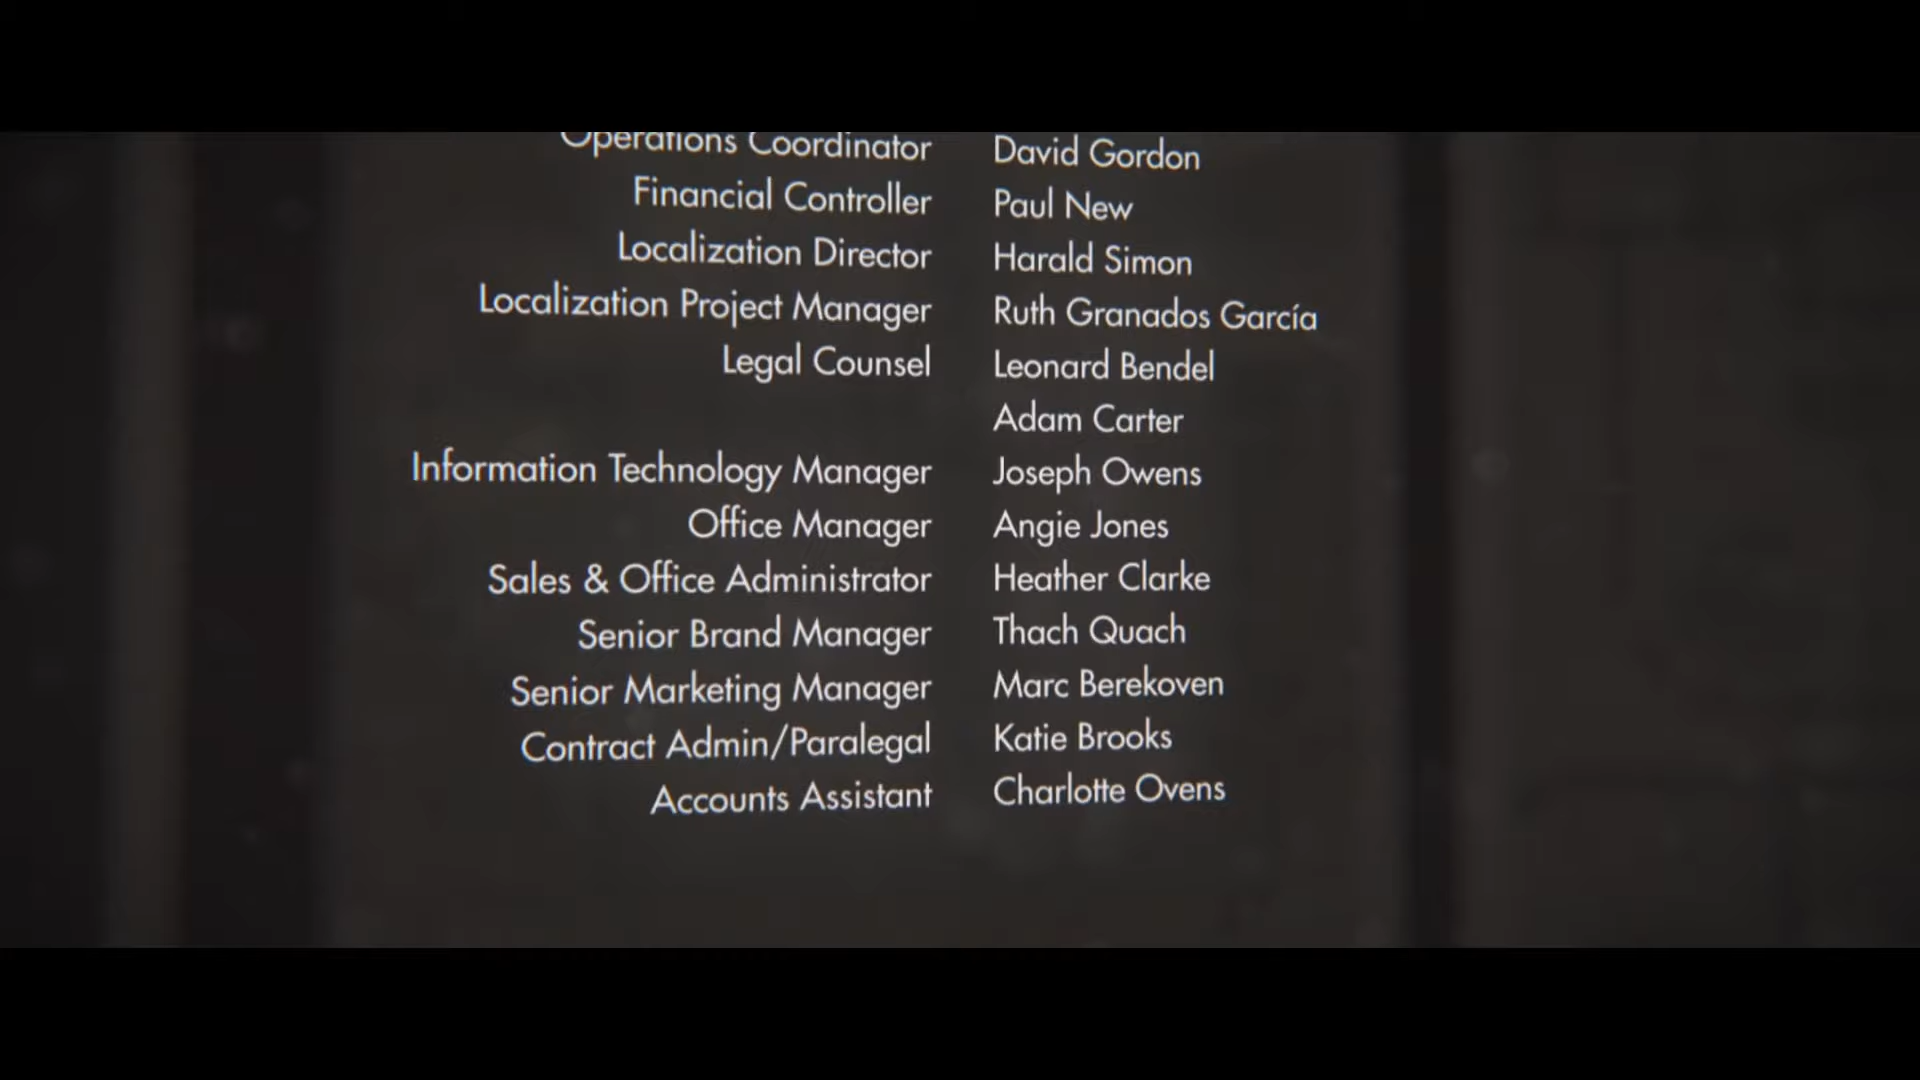 Operations Coordinator David Gordon
Financial Controller Paul New
Localization Director Harald Simon
Localization Project Manager Ruth Granados García
Legal Counsel Leonard Bendel
Adam Carter
Information Technology Manager Joseph Owens
Office Manager Angie Jones
Sales & Office Administrator Heather Clarke
Senior Brand Manager Thach Quach
Senior Marketing Manager Marc Berekoven
Contract Admin/Paralegal Katie Brooks
Accounts Assistant Charlotte Ovens